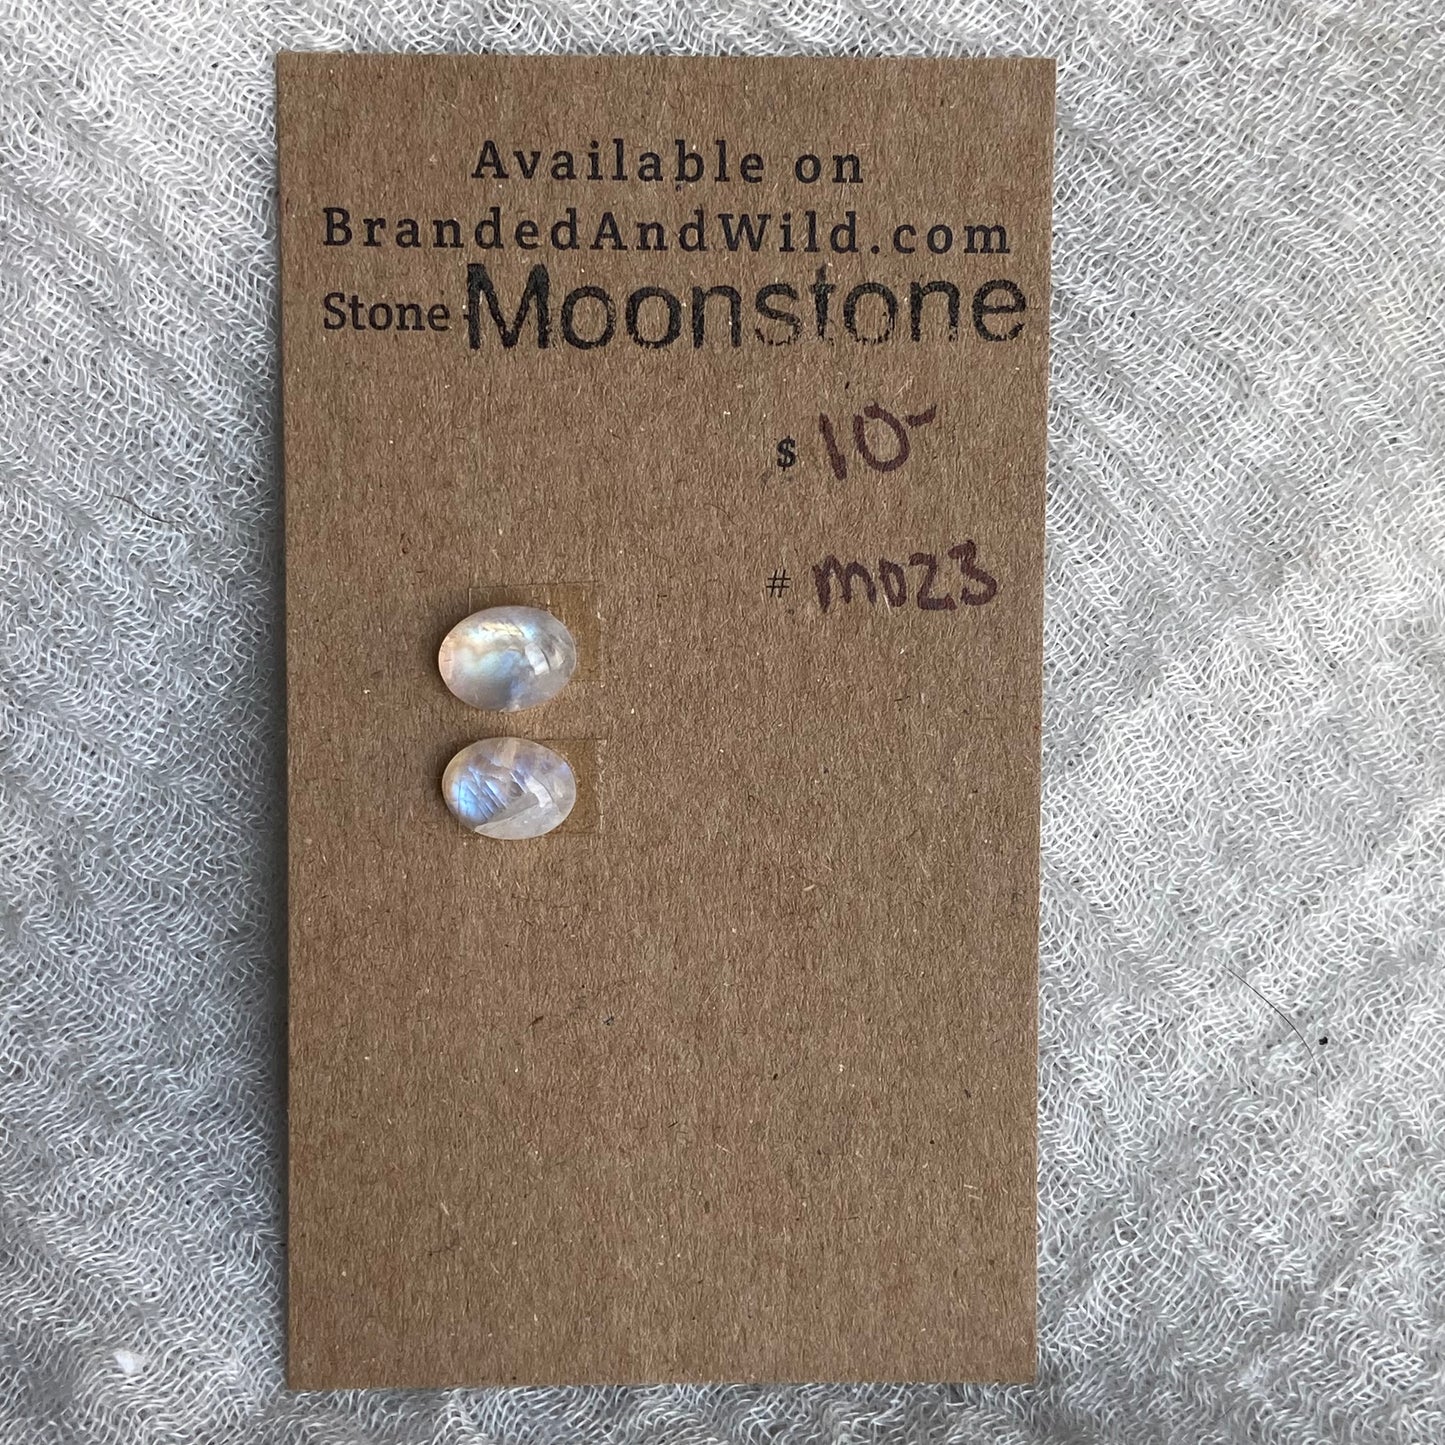 Available on
BrandedAndWild.com
Stone - Moonstone
$ 10-
# MO23